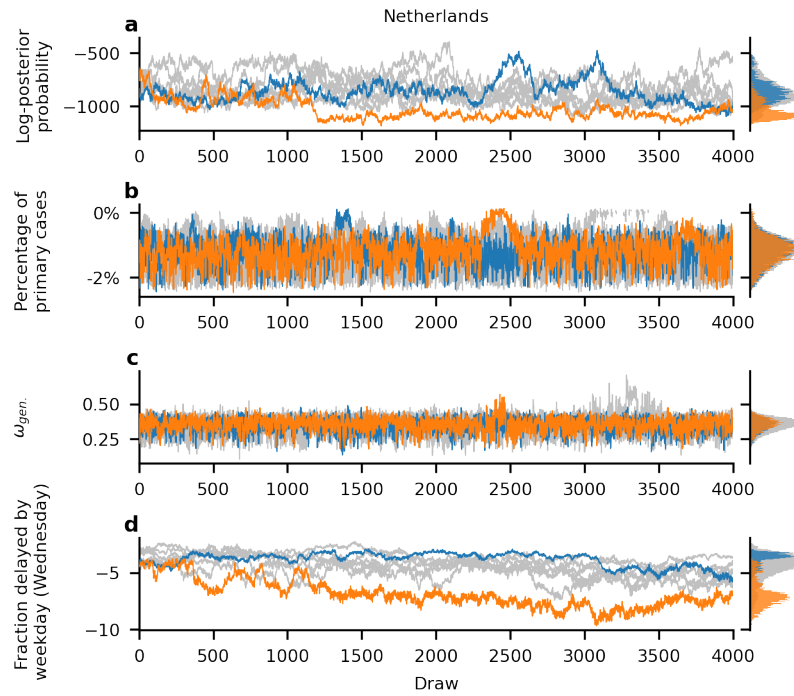 Netherlands
a
Log-posterior
probability
−500
−1000
0 500 1000 1500 2000 2500 3000 3500 4000
b
Percentage of
primary cases
0%
-2%
0 500 1000 1500 2000 2500 3000 3500 4000
c
ω gen.
0.50
0.25
0 500 1000 1500 2000 2500 3000 3500 4000
d
Fraction delayed by
weekday (Wednesday)
−5
−10
0 500 1000 1500 2000 2500 3000 3500 4000
Draw